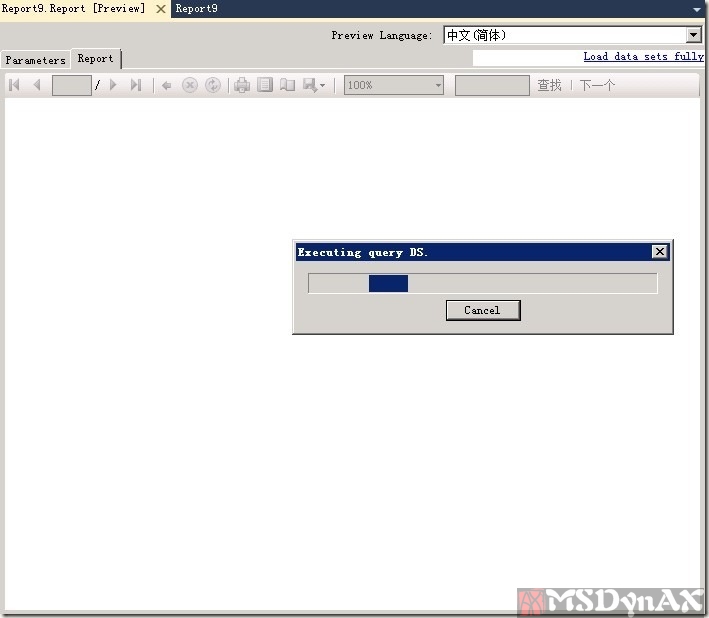 Report9.Report [Preview] Report9
Preview Language: 中文(简体)
Parameters Report Load data sets fully
/ 100% 查找 下一个
Executing query DS.
Cancel
MSDynAX